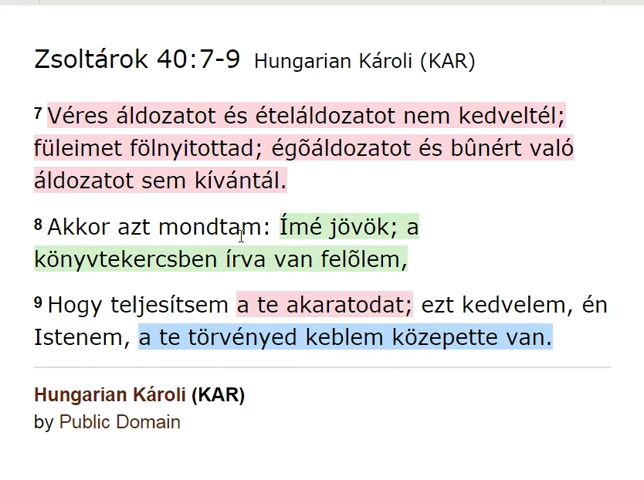 Zsoltárok 40:7-9 Hungarian Károli (KAR)
7 Véres áldozatot és ételáldozatot nem kedveltél;
füleimet fölnyitottad; égõáldozatot és bûnért való
áldozatot sem kívántál.
8 Akkor azt mondtam: Ímé jövök; a
könyvtekercsben írva van felõlem,
9 Hogy teljesítsem a te akaratodat; ezt kedvelem, én
Istenem, a te törvényed keblem közepette van.
Hungarian Károli (KAR)
by Public Domain